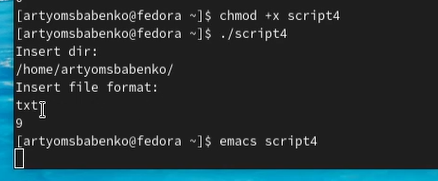 [artyomsbabenko@fedora ~]$ chmod +x script4
[artyomsbabenko@fedora ~]$ ./script4
Insert dir:
/home/artyomsbabenko/
Insert file format:
txt
9
[artyomsbabenko@fedora ~]$ emacs script4